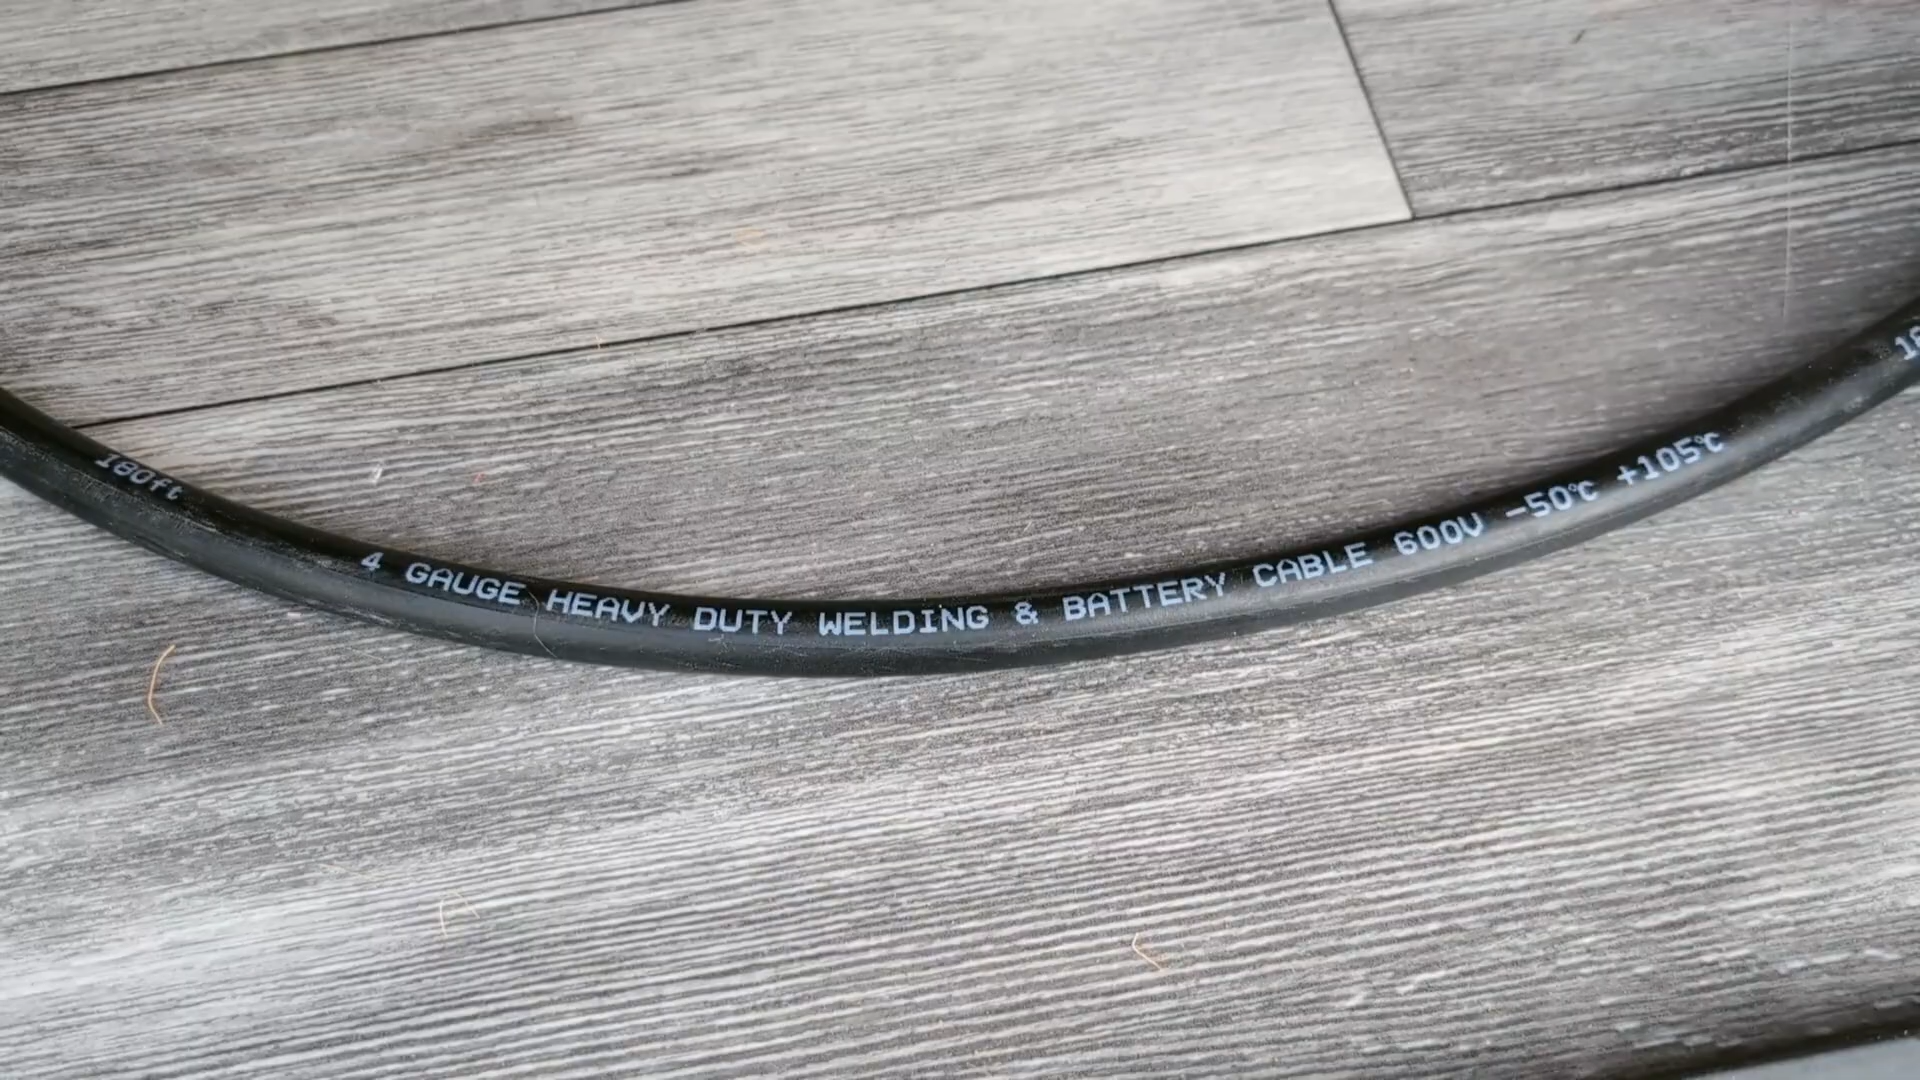 180ft 4 GAUGE HEAVY DUTY WELDING & BATTERY CABLE 600V -50℃ +105℃